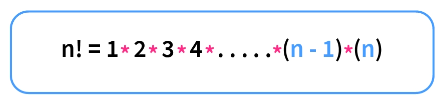 n! = 1*2*3*4*.....*(n - 1)*(n)